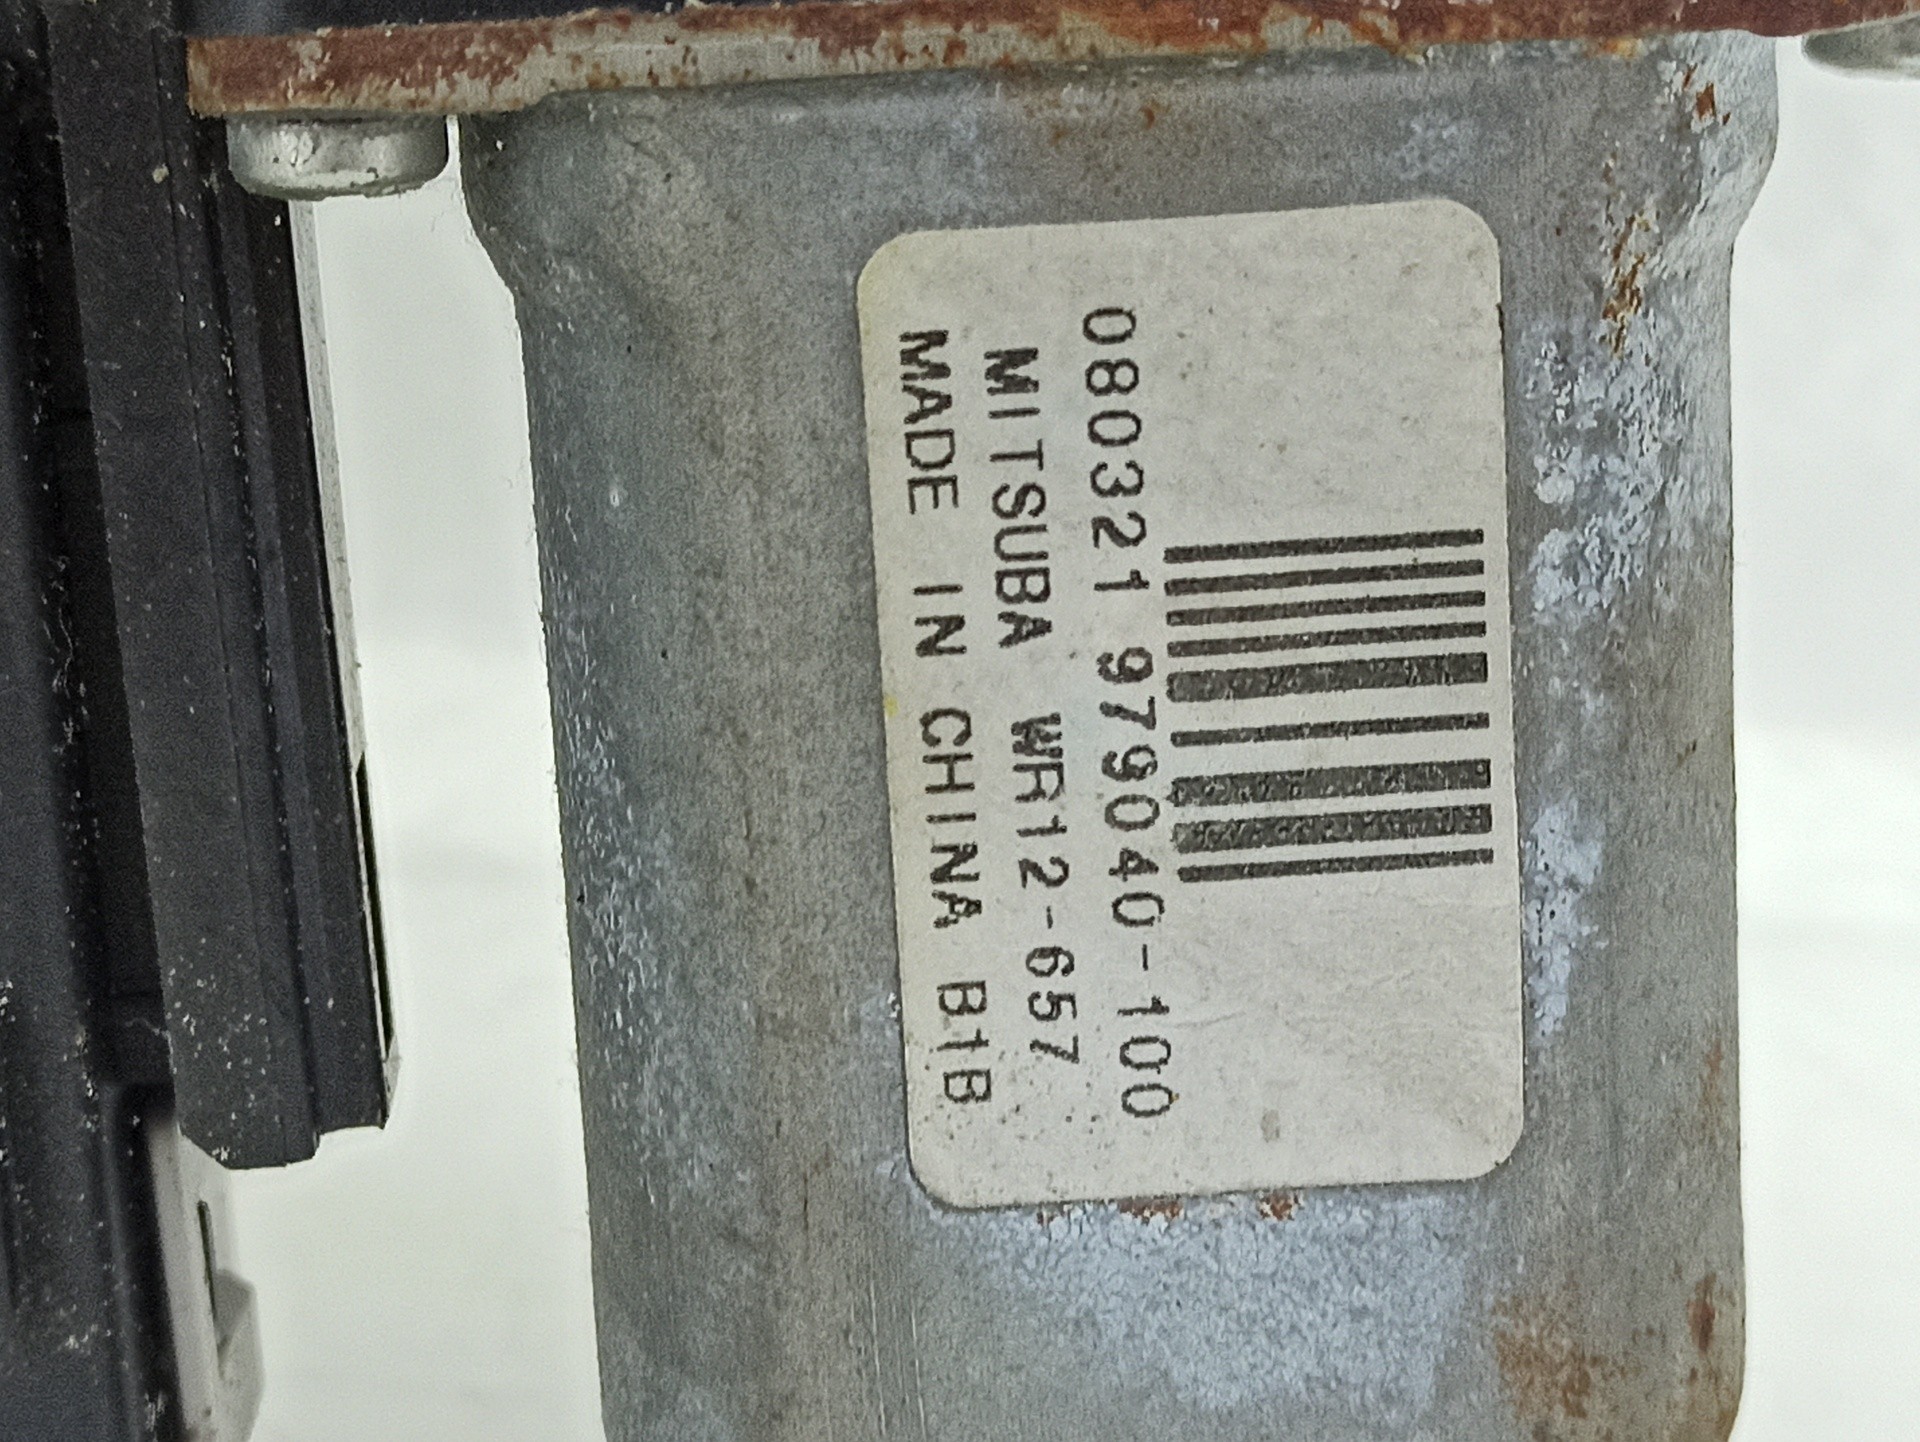 080321 979040-100
MITSUBA WR12-657
MADE IN CHINA B1B